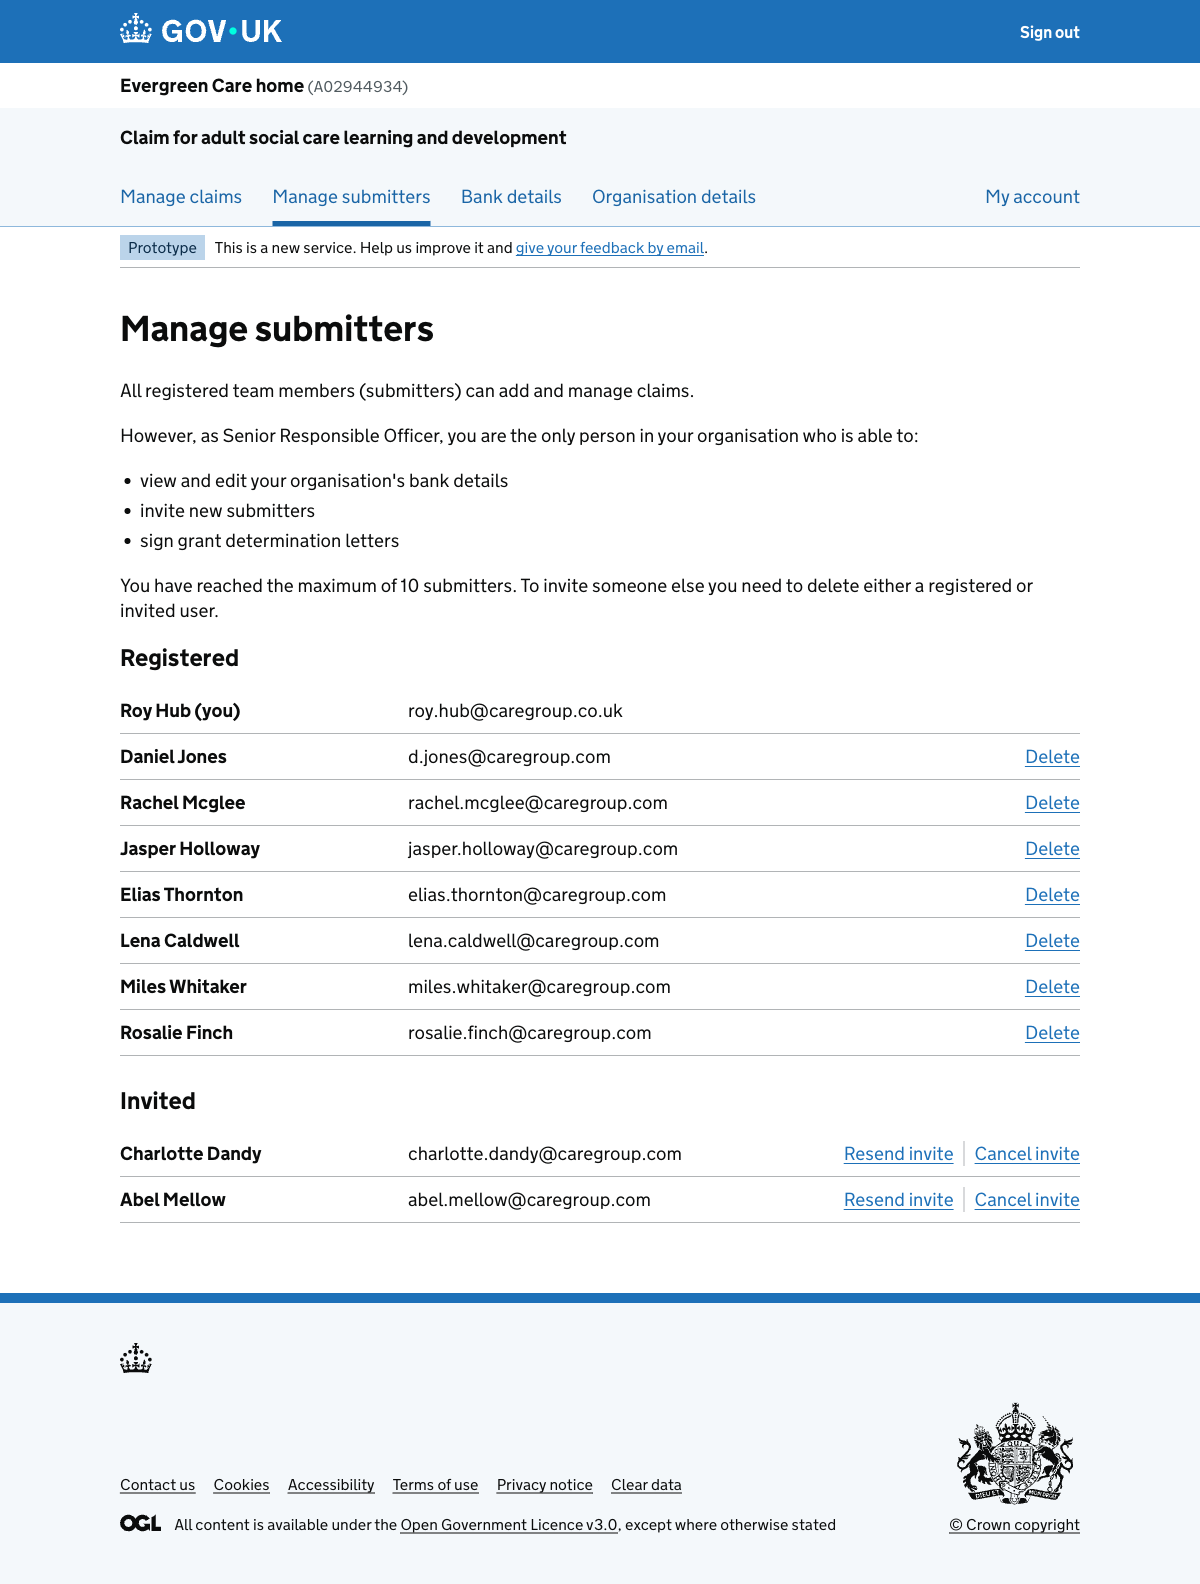 GOV·UK
Sign out
Evergreen Care home (A02944934)
Claim for adult social care learning and development
Manage claims Manage submitters Bank details Organisation details My account
Prototype This is a new service. Help us improve it and give your feedback by email.
Manage submitters
All registered team members (submitters) can add and manage claims.
However, as Senior Responsible Officer, you are the only person in your organisation who is able to:
• view and edit your organisation's bank details
• invite new submitters
• sign grant determination letters
You have reached the maximum of 10 submitters. To invite someone else you need to delete either a registered or
invited user.
Registered
Roy Hub (you) roy.hub@caregroup.co.uk
Daniel Jones d.jones@caregroup.com Delete
Rachel Mcglee rachel.mcglee@caregroup.com Delete
Jasper Holloway jasper.holloway@caregroup.com Delete
Elias Thornton elias.thornton@caregroup.com Delete
Lena Caldwell lena.caldwell@caregroup.com Delete
Miles Whitaker miles.whitaker@caregroup.com Delete
Rosalie Finch rosalie.finch@caregroup.com Delete
Invited
Charlotte Dandy charlotte.dandy@caregroup.com Resend invite Cancel invite
Abel Mellow abel.mellow@caregroup.com Resend invite Cancel invite
Contact us Cookies Accessibility Terms of use Privacy notice Clear data
OGL All content is available under the Open Government Licence v3.0, except where otherwise stated
© Crown copyright